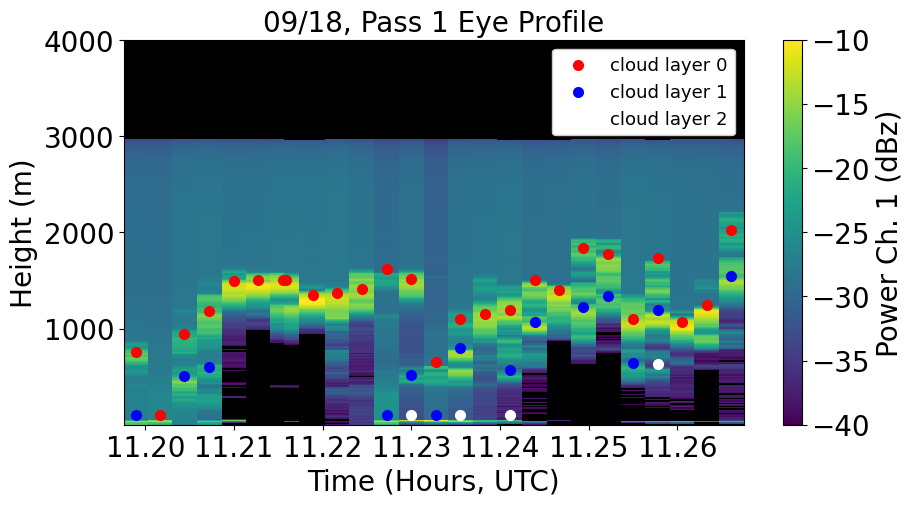 09/18, Pass 1 Eye Profile
4000
3000
2000
1000
Height (m)
cloud layer 0
cloud layer 1
cloud layer 2
11.20 11.21 11.22 11.23 11.24 11.25 11.26
Time (Hours, UTC)
−10
−15
−20
−25
−30
−35
−40
Power Ch. 1 (dBz)